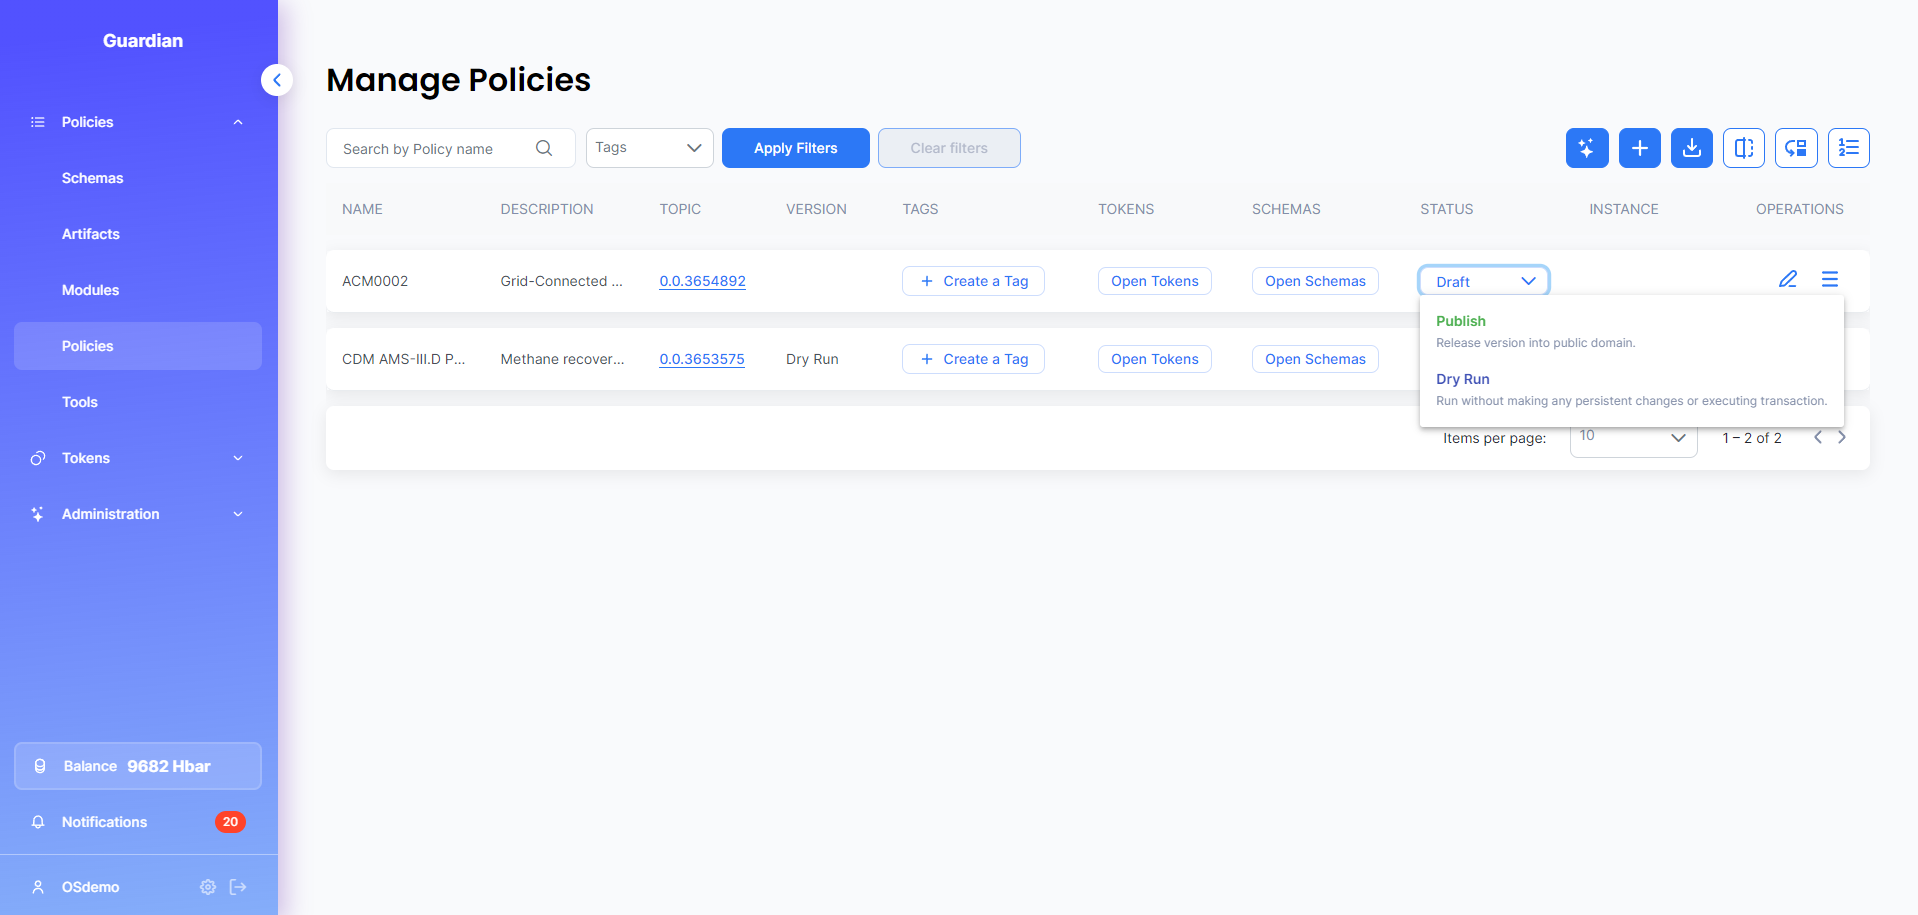 Guardian
Policies
Schemas
Artifacts
Modules
Policies
Tools
Tokens
Administration
Balance 9682 Hbar
Notifications 20
OSdemo
Manage Policies
Search by Policy name Tags Apply Filters Clear filters
NAME DESCRIPTION TOPIC VERSION TAGS TOKENS SCHEMAS STATUS INSTANCE OPERATIONS
ACM0002 Grid-Connected ... 0.0.3654892 + Create a Tag Open Tokens Open Schemas Draft
Publish
Release version into public domain.
CDM AMS-III.D P... Methane recover... 0.0.3653575 Dry Run + Create a Tag Open Tokens Open Schemas
Dry Run
Run without making any persistent changes or executing transaction.
Items per page: 10 1 – 2 of 2